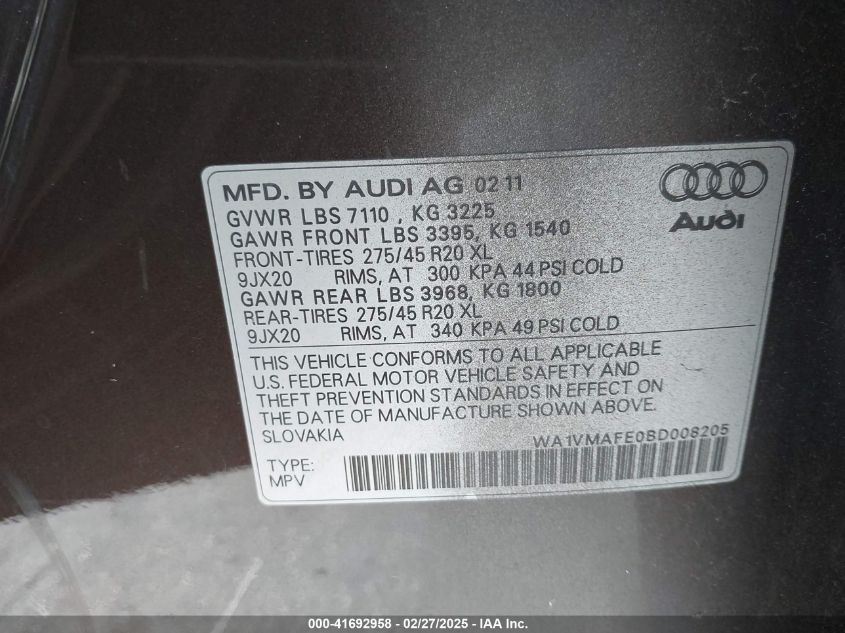 MFD. BY AUDI AG 02 11
GVWR LBS 7110 , KG 3225
GAWR FRONT LBS 3395, KG 1540
FRONT-TIRES 275/45 R20 XL
9JX20 RIMS, AT 300 KPA 44 PSI COLD
GAWR REAR LBS 3968, KG 1800
REAR-TIRES 275/45 R20 XL
9JX20 RIMS, AT 340 KPA 49 PSI COLD
Audi
THIS VEHICLE CONFORMS TO ALL APPLICABLE
U.S. FEDERAL MOTOR VEHICLE SAFETY AND
THEFT PREVENTION STANDARDS IN EFFECT ON
THE DATE OF MANUFACTURE SHOWN ABOVE.
SLOVAKIA WA1VMAFE0BD008205
TYPE:
MPV
000-41692958 - 02/27/2025 - IAA Inc.